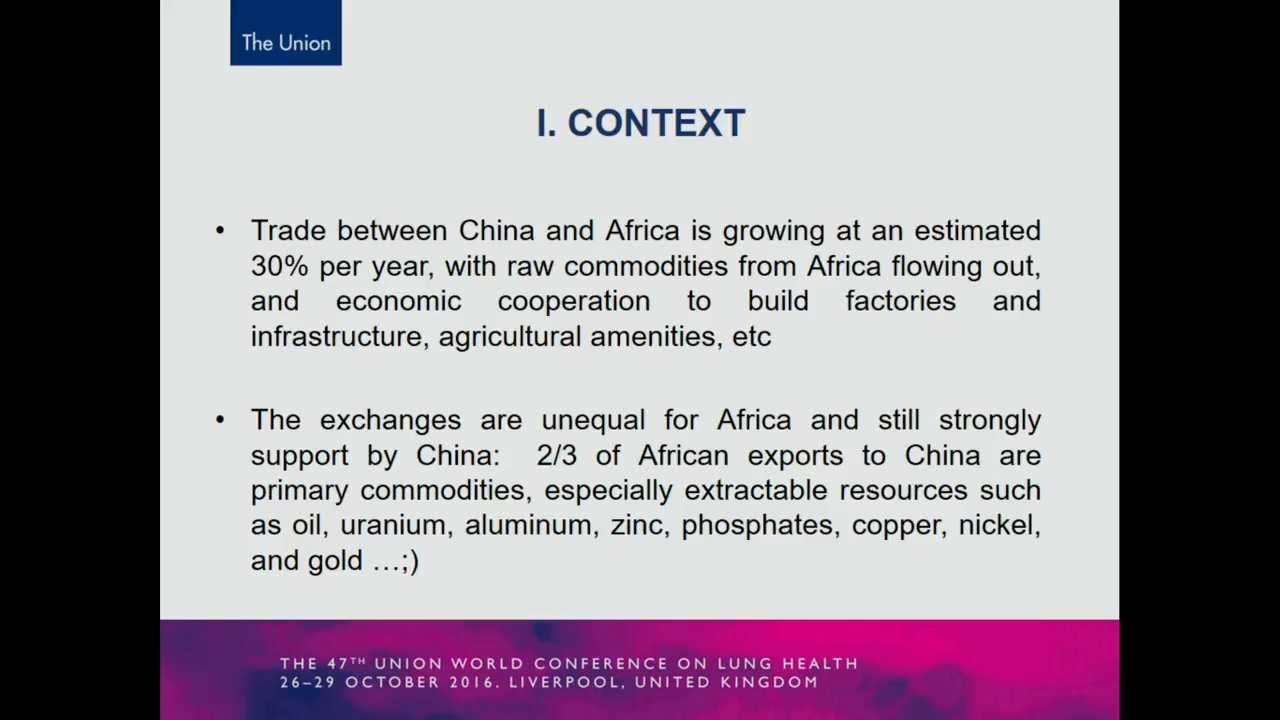 The Union
I. CONTEXT
• Trade between China and Africa is growing at an estimated
30% per year, with raw commodities from Africa flowing out,
and economic cooperation to build factories and
infrastructure, agricultural amenities, etc
• The exchanges are unequal for Africa and still strongly
support by China: 2/3 of African exports to China are
primary commodities, especially extractable resources such
as oil, uranium, aluminum, zinc, phosphates, copper, nickel,
and gold …;)
THE 47TH UNION WORLD CONFERENCE ON LUNG HEALTH
26–29 OCTOBER 2016. LIVERPOOL, UNITED KINGDOM